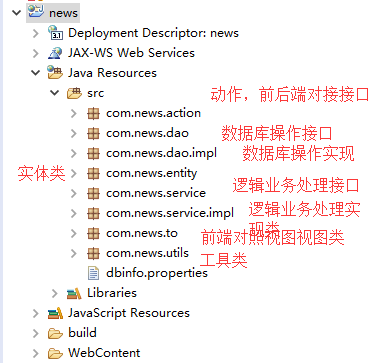 news
Deployment Descriptor: news
JAX-WS Web Services
Java Resources
src
动作，前后端对接接口
com.news.action
com.news.dao
数据库操作接口
com.news.dao.impl
数据库操作实现
实体类
com.news.entity
com.news.service
逻辑业务处理接口
com.news.service.impl
逻辑业务处理实现类
com.news.to
前端对照视图视图类
com.news.utils
工具类
dbinfo.properties
Libraries
JavaScript Resources
build
WebContent